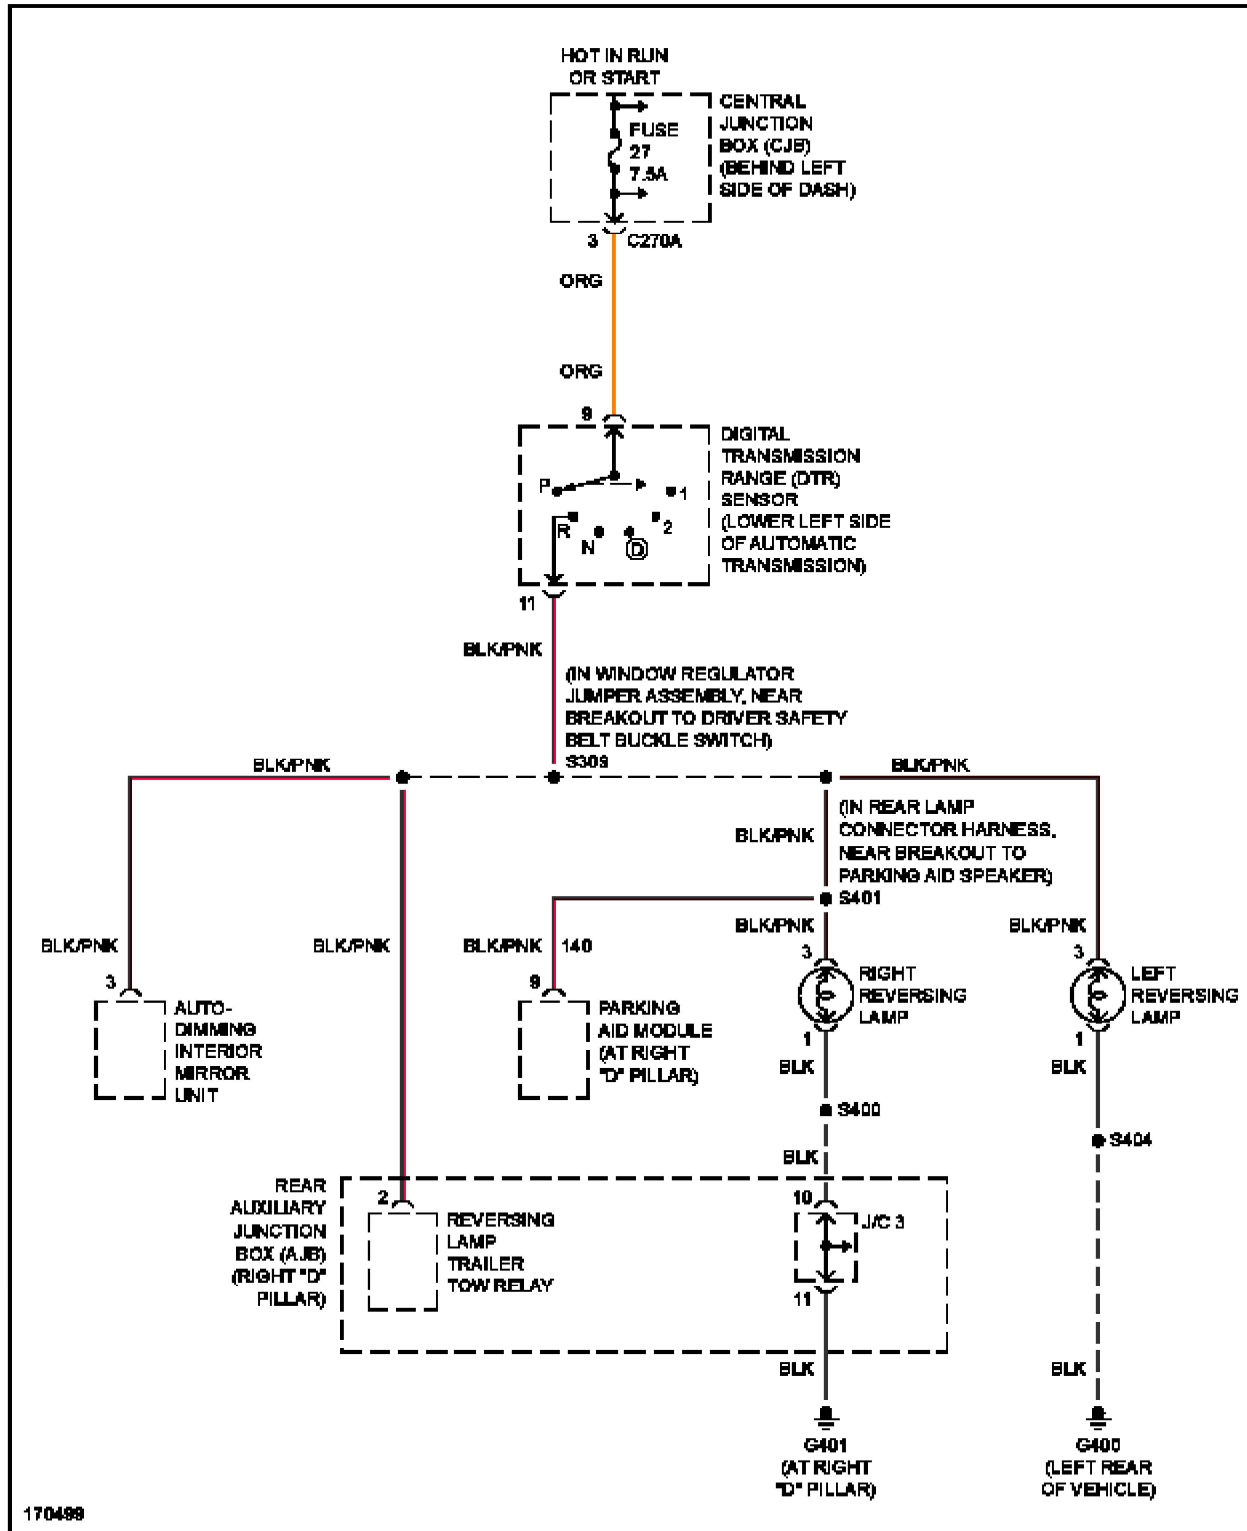 HOT IN RUN
OR START
CENTRAL
JUNCTION
BOX (CJB)
(BEHIND LEFT
SIDE OF DASH)
FUSE
27
7.5A
3 C270A
ORG
ORG
9
DIGITAL
TRANSMISSION
RANGE (DTR)
SENSOR
(LOWER LEFT SIDE
OF AUTOMATIC
TRANSMISSION)
P
1
R
2
N
D
11
BLK/PNK
(IN WINDOW REGULATOR
JUMPER ASSEMBLY, NEAR
BREAKOUT TO DRIVER SAFETY
BELT BUCKLE SWITCH)
S309
BLK/PNK
BLK/PNK
(IN REAR LAMP
CONNECTOR HARNESS,
NEAR BREAKOUT TO
PARKING AID SPEAKER)
BLK/PNK
S401
BLK/PNK
BLK/PNK
BLK/PNK
BLK/PNK
BLK/PNK 140
3
9
3
3
AUTO-
DIMMING
INTERIOR
MIRROR
UNIT
PARKING
AID MODULE
(AT RIGHT
"D" PILLAR)
RIGHT
REVERSING
LAMP
LEFT
REVERSING
LAMP
1
1
BLK
BLK
S400
S404
BLK
REAR
AUXILIARY
JUNCTION
BOX (AJB)
(RIGHT "D"
PILLAR)
2
REVERSING
LAMP
TRAILER
TOW RELAY
10
J/C 3
11
BLK
BLK
G401
(AT RIGHT
"D" PILLAR)
G400
(LEFT REAR
OF VEHICLE)
170499